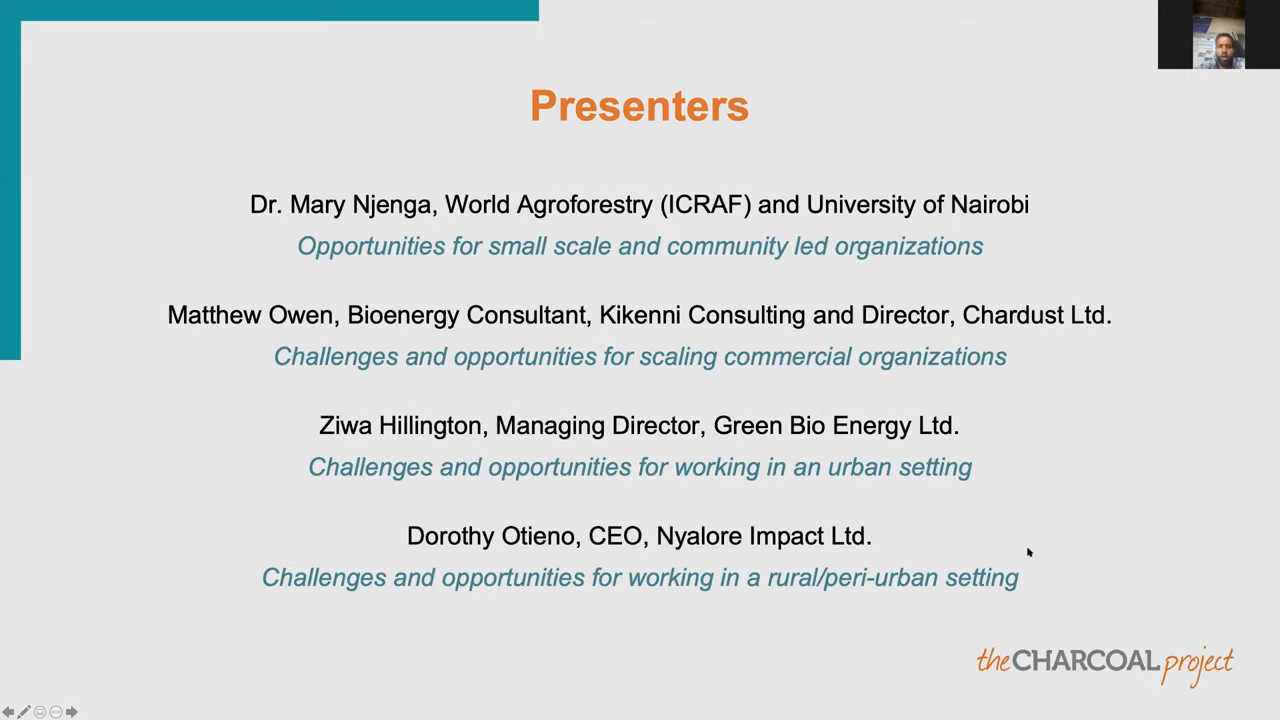 Presenters
Dr. Mary Njenga, World Agroforestry (ICRAF) and University of Nairobi
Opportunities for small scale and community led organizations
Matthew Owen, Bioenergy Consultant, Kikenni Consulting and Director, Chardust Ltd.
Challenges and opportunities for scaling commercial organizations
Ziwa Hillington, Managing Director, Green Bio Energy Ltd.
Challenges and opportunities for working in an urban setting
Dorothy Otieno, CEO, Nyalore Impact Ltd.
Challenges and opportunities for working in a rural/peri-urban setting
the CHARCOAL project